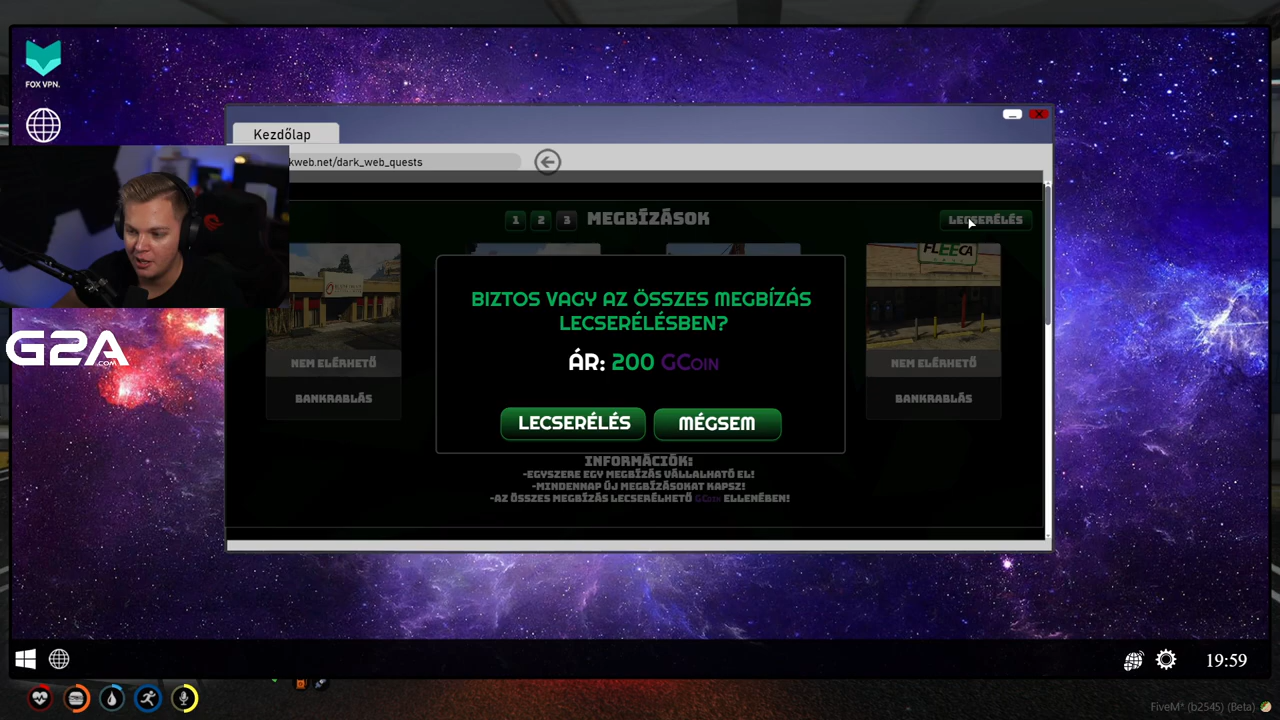 FOX VPN.
Kezdőlap
kweb.net/dark_web_quests
1 2 3 MEGBÍZÁSOK
LECSERÉLÉS
FLEECA
BIZTOS VAGY AZ ÖSSZES MEGBÍZÁS
LECSERÉLÉSBEN?
ÁR: 200 GCOIN
G2A.COM
NEM ELÉRHETŐ
NEM ELÉRHETŐ
BANKRABLÁS
BANKRABLÁS
LECSERÉLÉS
MÉGSEM
INFORMÁCIÓK:
-EGYSZERE EGY MEGBÍZÁS VÁLLALHATÓ EL!
-MINDENNAP ÚJ MEGBÍZÁSOKAT KAPSZ!
-AZ ÖSSZES MEGBÍZÁS LECSERÉLHETŐ GCOIN ELLENÉBEN!
19:59
FiveM* (b2545) (Beta)